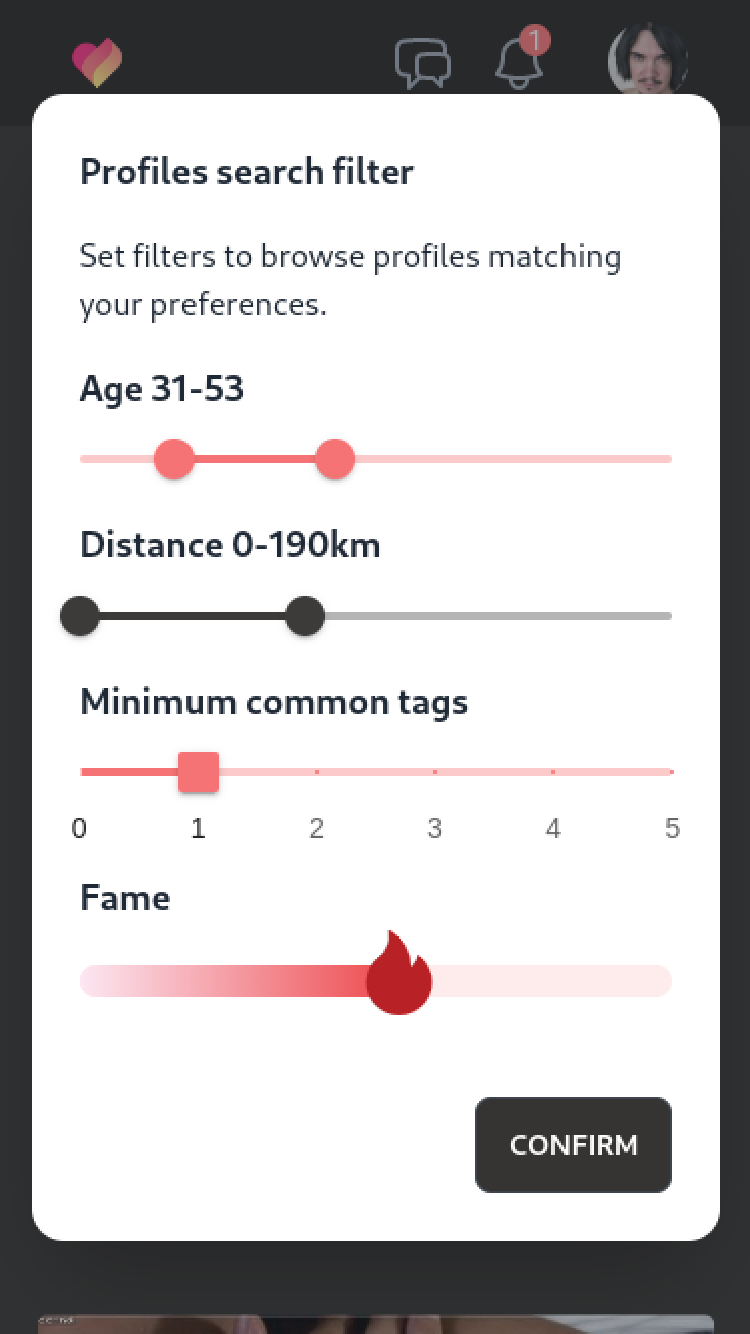 1
Profiles search filter
Set filters to browse profiles matching
your preferences.
Age 31-53
Distance 0-190km
Minimum common tags
0 1 2 3 4 5
Fame
CONFIRM